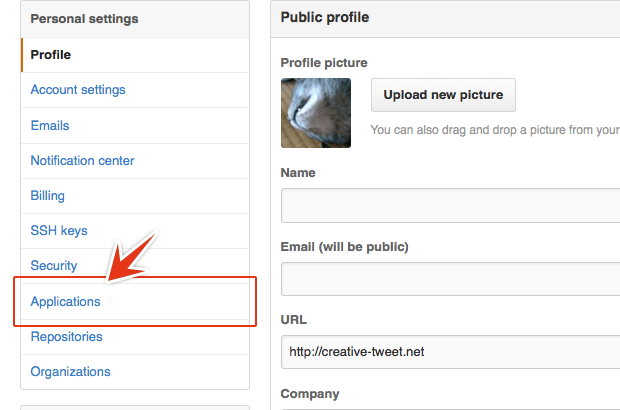 Personal settings
Profile
Account settings
Emails
Notification center
Billing
SSH keys
Security
Applications
Repositories
Organizations
Public profile
Profile picture
Upload new picture
You can also drag and drop a picture from your
Name
Email (will be public)
URL
http://creative-tweet.net
Company